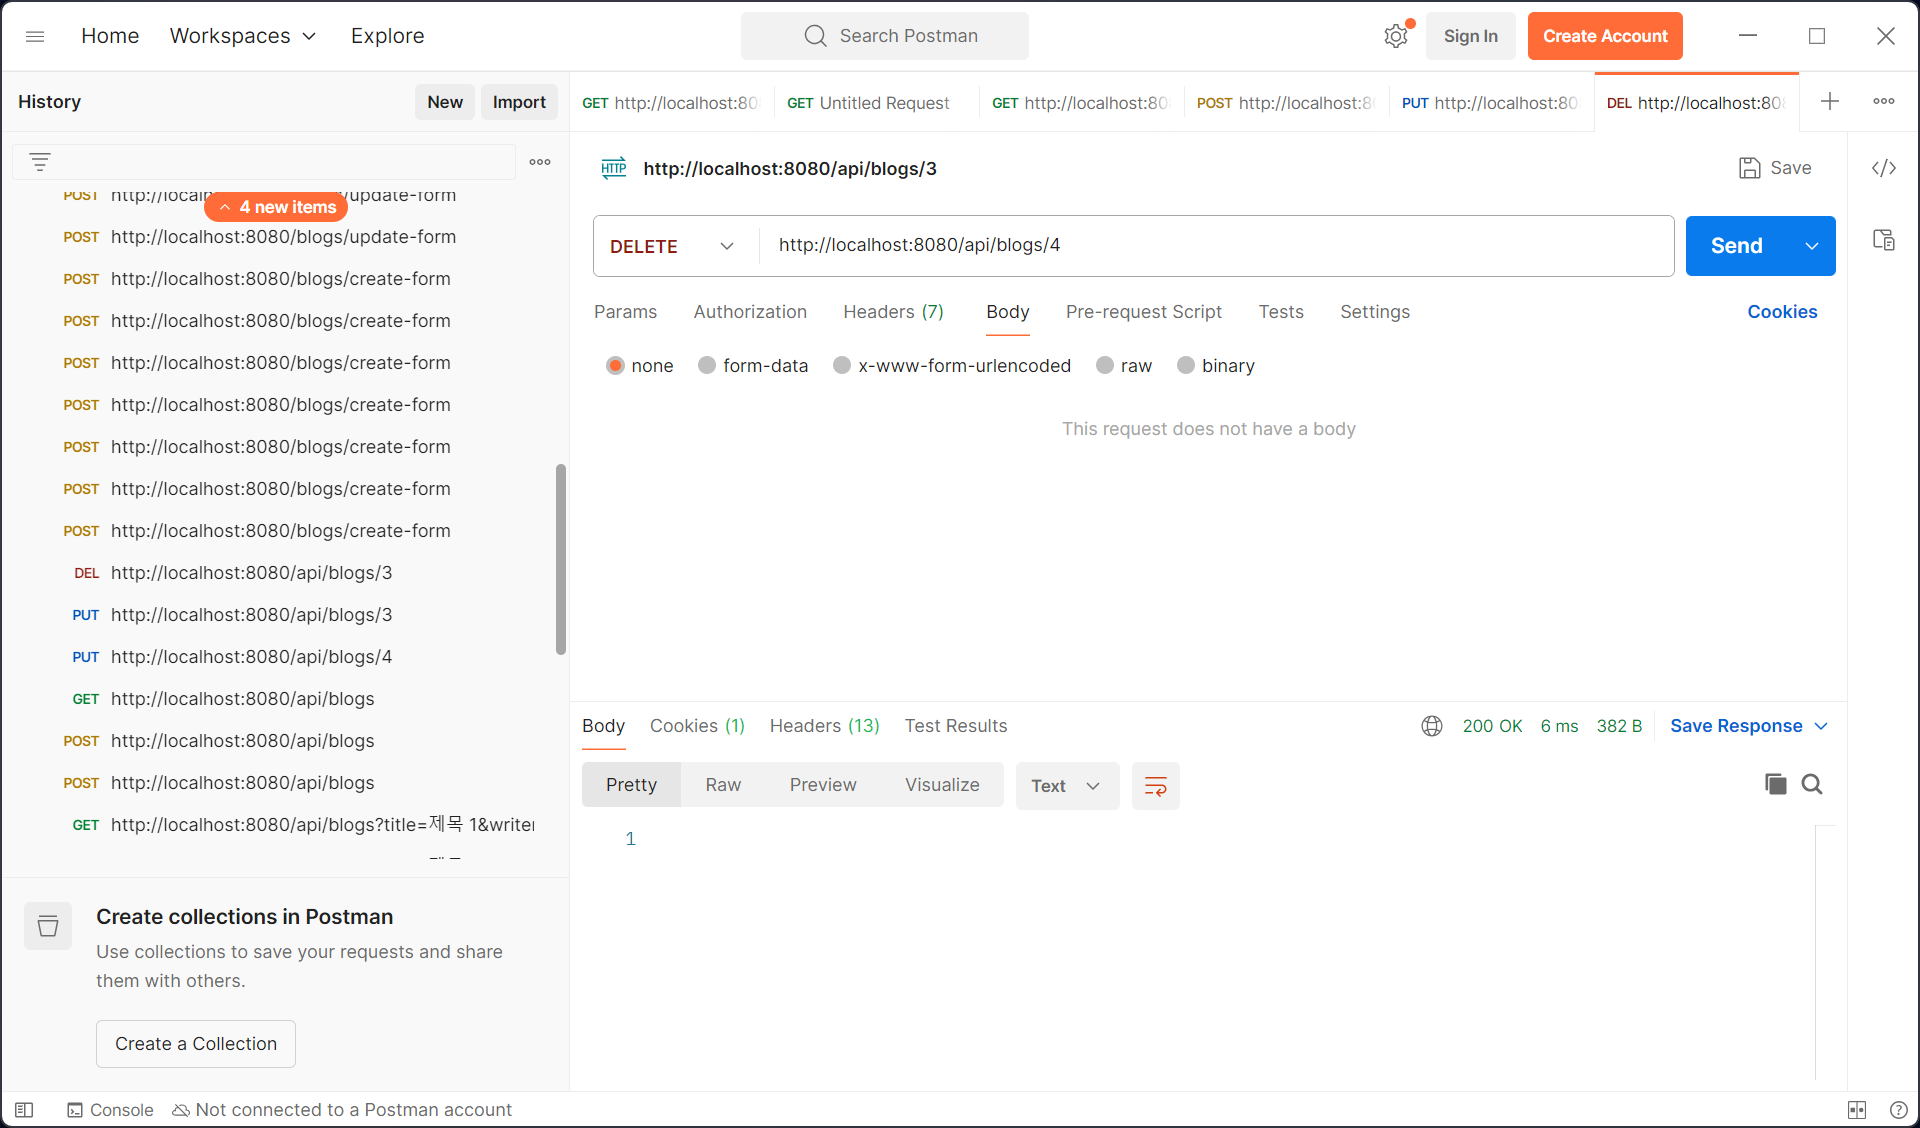 Home Workspaces Explore
Search Postman
Sign In Create Account
History New Import
GET http://localhost:80
GET Untitled Request
GET http://localhost:80
POST http://localhost:8
PUT http://localhost:80
DEL http://localhost:80
POST http://localhost:8080/blogs/update-form
4 new items
POST http://localhost:8080/blogs/update-form
POST http://localhost:8080/blogs/create-form
POST http://localhost:8080/blogs/create-form
POST http://localhost:8080/blogs/create-form
POST http://localhost:8080/blogs/create-form
POST http://localhost:8080/blogs/create-form
POST http://localhost:8080/blogs/create-form
POST http://localhost:8080/blogs/create-form
DEL http://localhost:8080/api/blogs/3
PUT http://localhost:8080/api/blogs/3
PUT http://localhost:8080/api/blogs/4
GET http://localhost:8080/api/blogs
POST http://localhost:8080/api/blogs
POST http://localhost:8080/api/blogs
GET http://localhost:8080/api/blogs?title=제목 1&writer
Create collections in Postman
Use collections to save your requests and share
them with others.
Create a Collection
HTTP http://localhost:8080/api/blogs/3
Save
DELETE http://localhost:8080/api/blogs/4
Send
Params Authorization Headers (7) Body Pre-request Script Tests Settings Cookies
none form-data x-www-form-urlencoded raw binary
This request does not have a body
Body Cookies (1) Headers (13) Test Results
200 OK 6 ms 382 B Save Response
Pretty Raw Preview Visualize Text
1
Console Not connected to a Postman account